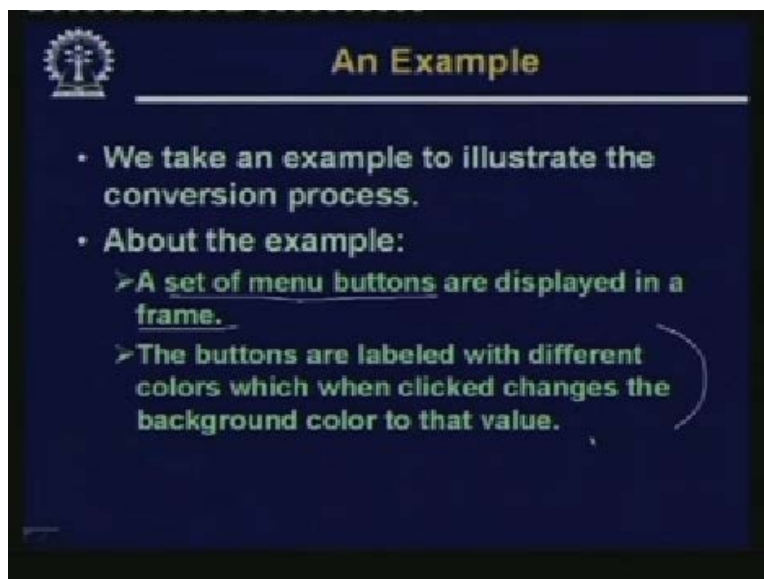 An Example
• We take an example to illustrate the
conversion process.
• About the example:
➢A set of menu buttons are displayed in a
frame.
➢The buttons are labeled with different
colors which when clicked changes the
background color to that value.